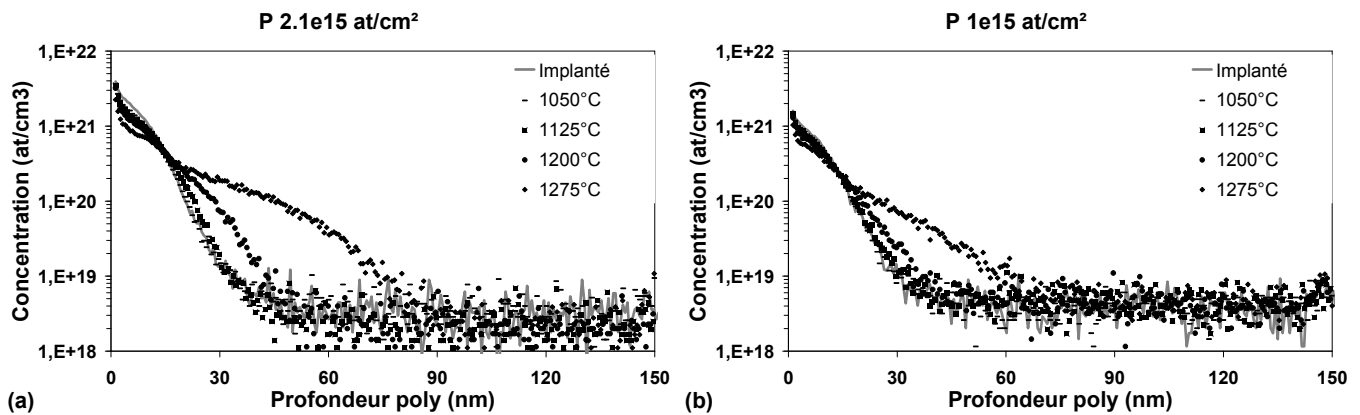 P 2.1e15 at/cm²
Concentration (at/cm3)
1,E+22
1,E+21
1,E+20
1,E+19
1,E+18
Implanté
1050°C
1125°C
1200°C
1275°C
0 30 60 90 120 150
Profondeur poly (nm)
(a)
P 1e15 at/cm²
Concentration (at/cm3)
1,E+22
1,E+21
1,E+20
1,E+19
1,E+18
Implanté
1050°C
1125°C
1200°C
1275°C
0 30 60 90 120 150
Profondeur poly (nm)
(b)